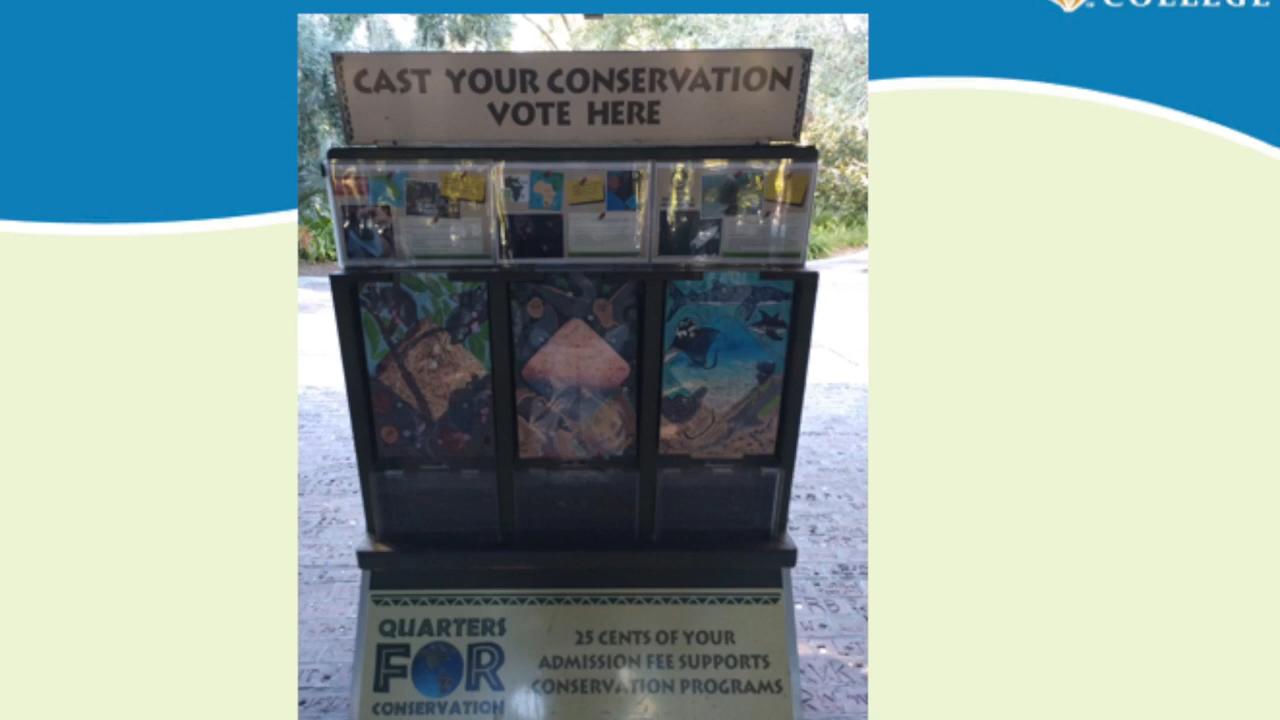 COLLEGE
CAST YOUR CONSERVATION
VOTE HERE
QUARTERS
FOR
CONSERVATION
25 CENTS OF YOUR
ADMISSION FEE SUPPORTS
CONSERVATION PROGRAMS